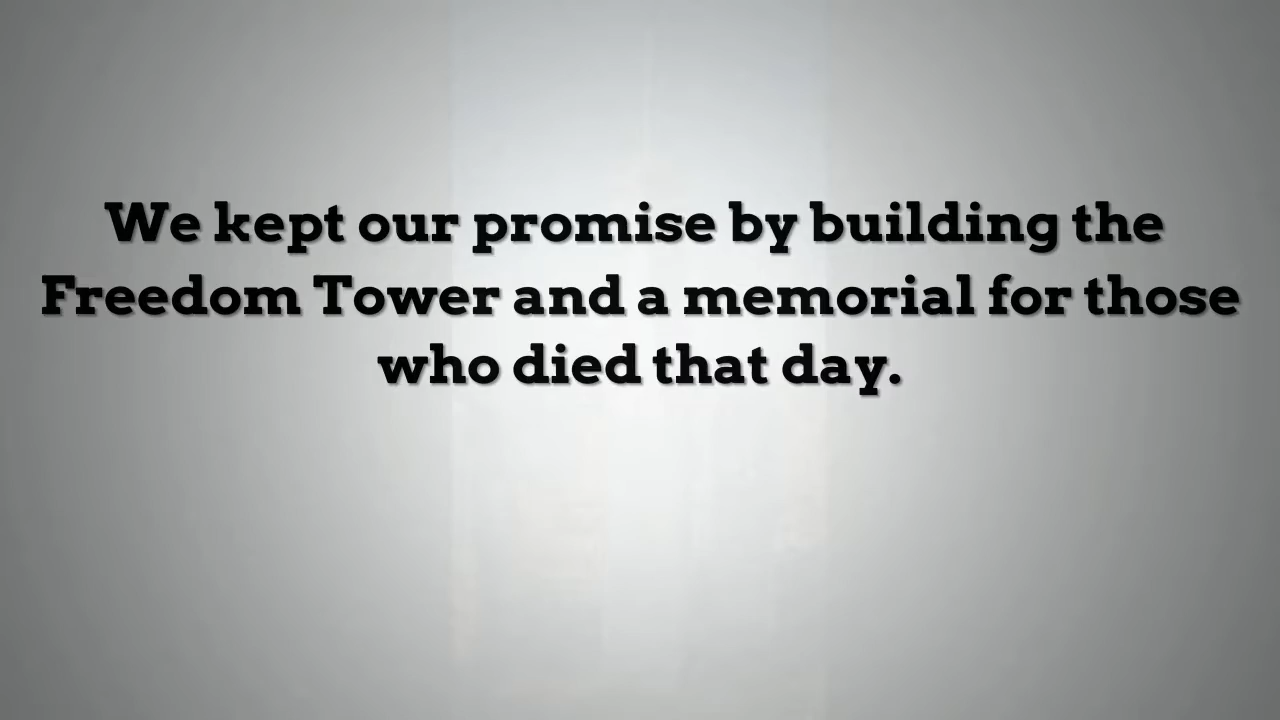 We kept our promise by building the
Freedom Tower and a memorial for those
who died that day.